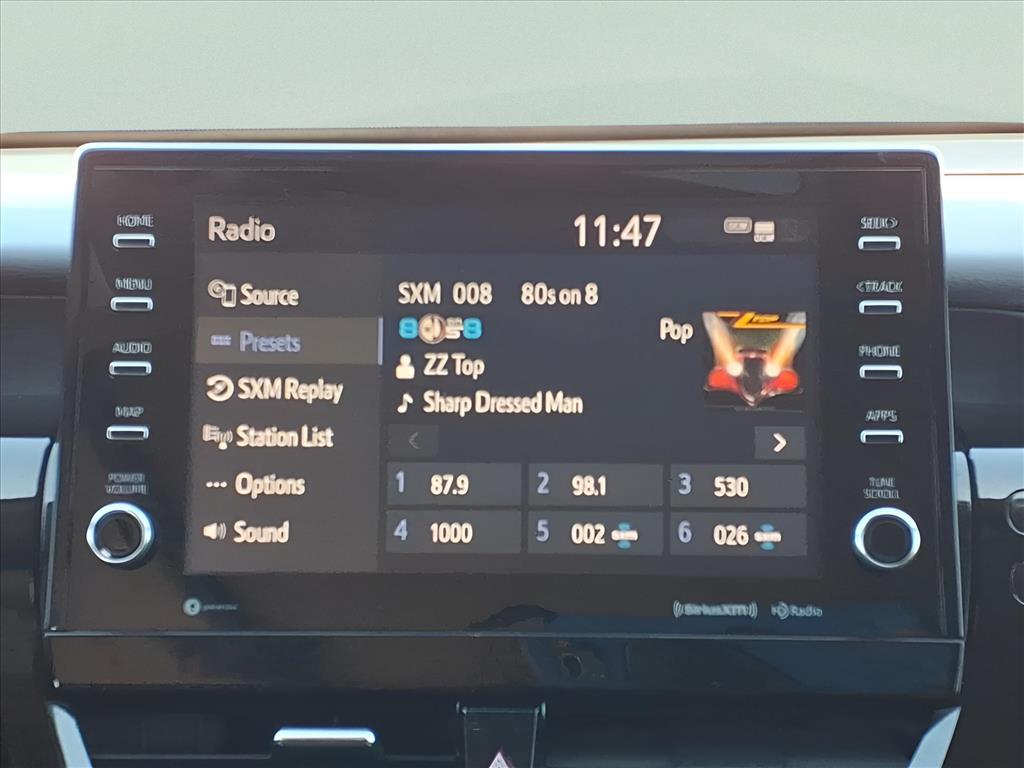 HOME
MENU
AUDIO
MAP
POWER
VOLUME
Radio 11:47
Source
Presets
SXM Replay
Station List
Options
Sound
SXM 008 80s on 8
Pop
ZZ Top
Sharp Dressed Man
<
>
1 87.9 2 98.1 3 530
4 1000 5 002 6 026
< TRACK
PHONE
APPS
TUNE
SCROLL
((SiriusXM)) HD Radio